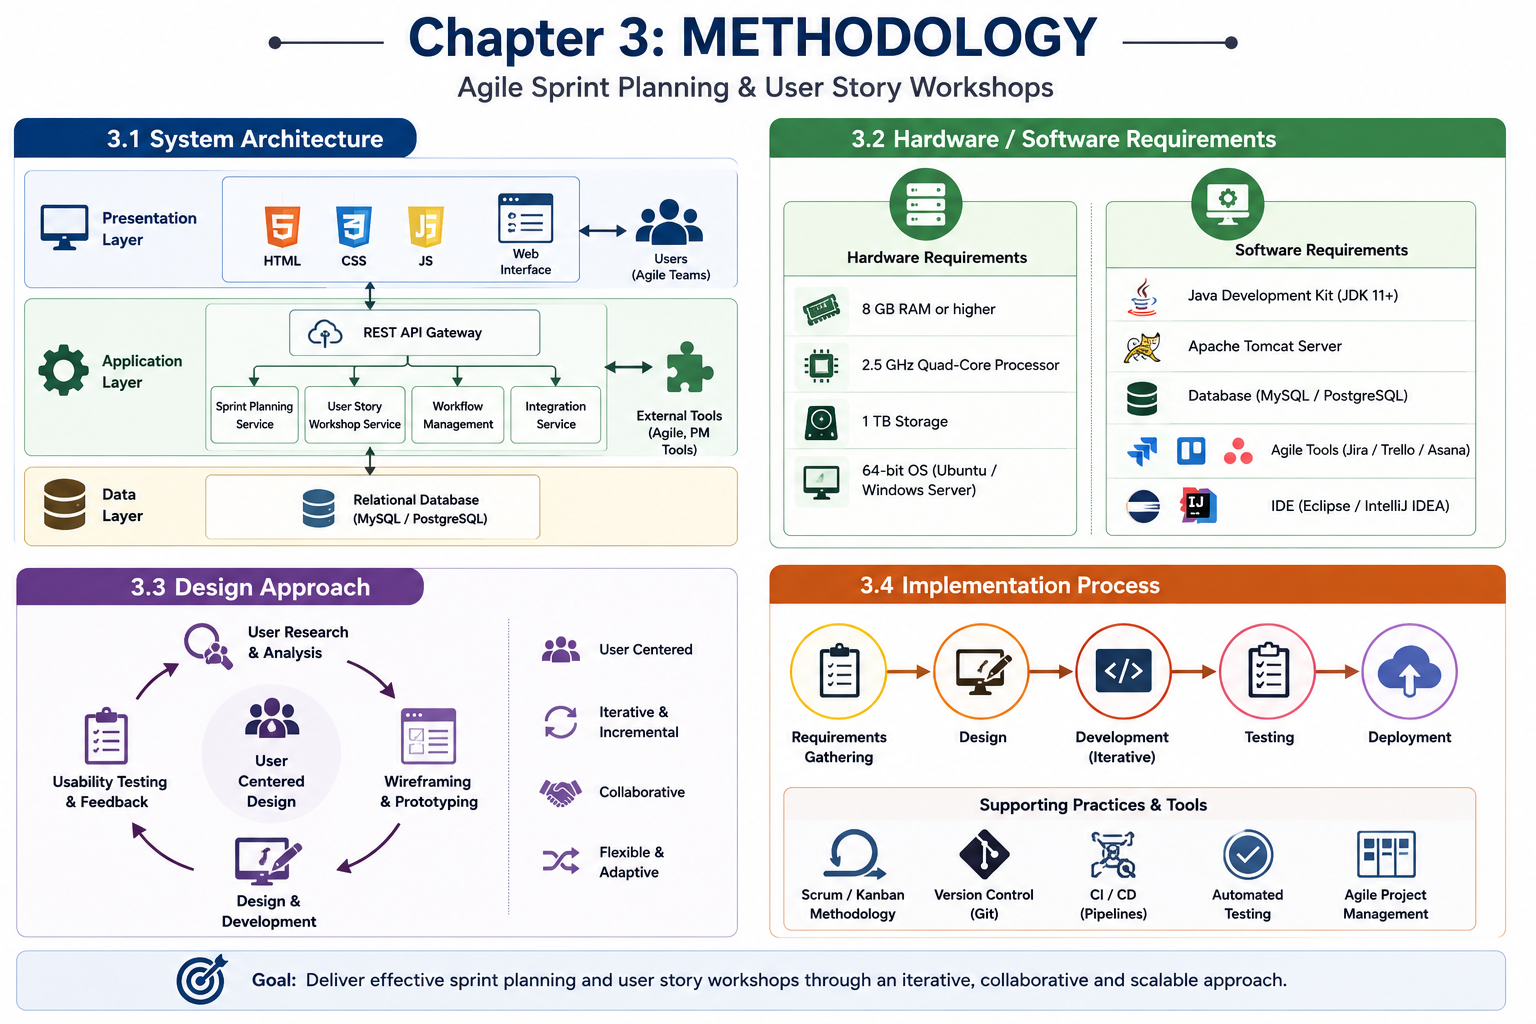 Chapter 3: METHODOLOGY
Agile Sprint Planning & User Story Workshops
3.1 System Architecture
Presentation
Layer
HTML
CSS
JS
Web
Interface
Users
(Agile Teams)
Application
Layer
REST API Gateway
Sprint Planning
Service
User Story
Workshop Service
Workflow
Management
Integration
Service
External Tools
(Agile, PM
Tools)
Data
Layer
Relational Database
(MySQL / PostgreSQL)
3.2 Hardware / Software Requirements
Hardware Requirements
8 GB RAM or higher
2.5 GHz Quad-Core Processor
1 TB Storage
64-bit OS (Ubuntu /
Windows Server)
Software Requirements
Java Development Kit (JDK 11+)
Apache Tomcat Server
Database (MySQL / PostgreSQL)
Agile Tools (Jira / Trello / Asana)
IJ
IDE (Eclipse / IntelliJ IDEA)
3.3 Design Approach
User Research
& Analysis
Wireframing
& Prototyping
Design &
Development
Usability Testing
& Feedback
User
Centered
Design
User Centered
Iterative &
Incremental
Collaborative
Flexible &
Adaptive
3.4 Implementation Process
Requirements
Gathering
Design
</>
Development
(Iterative)
Testing
Deployment
Supporting Practices & Tools
Scrum / Kanban
Methodology
Version Control
(Git)
CI / CD
(Pipelines)
Automated
Testing
Agile Project
Management
Goal: Deliver effective sprint planning and user story workshops through an iterative, collaborative and scalable approach.